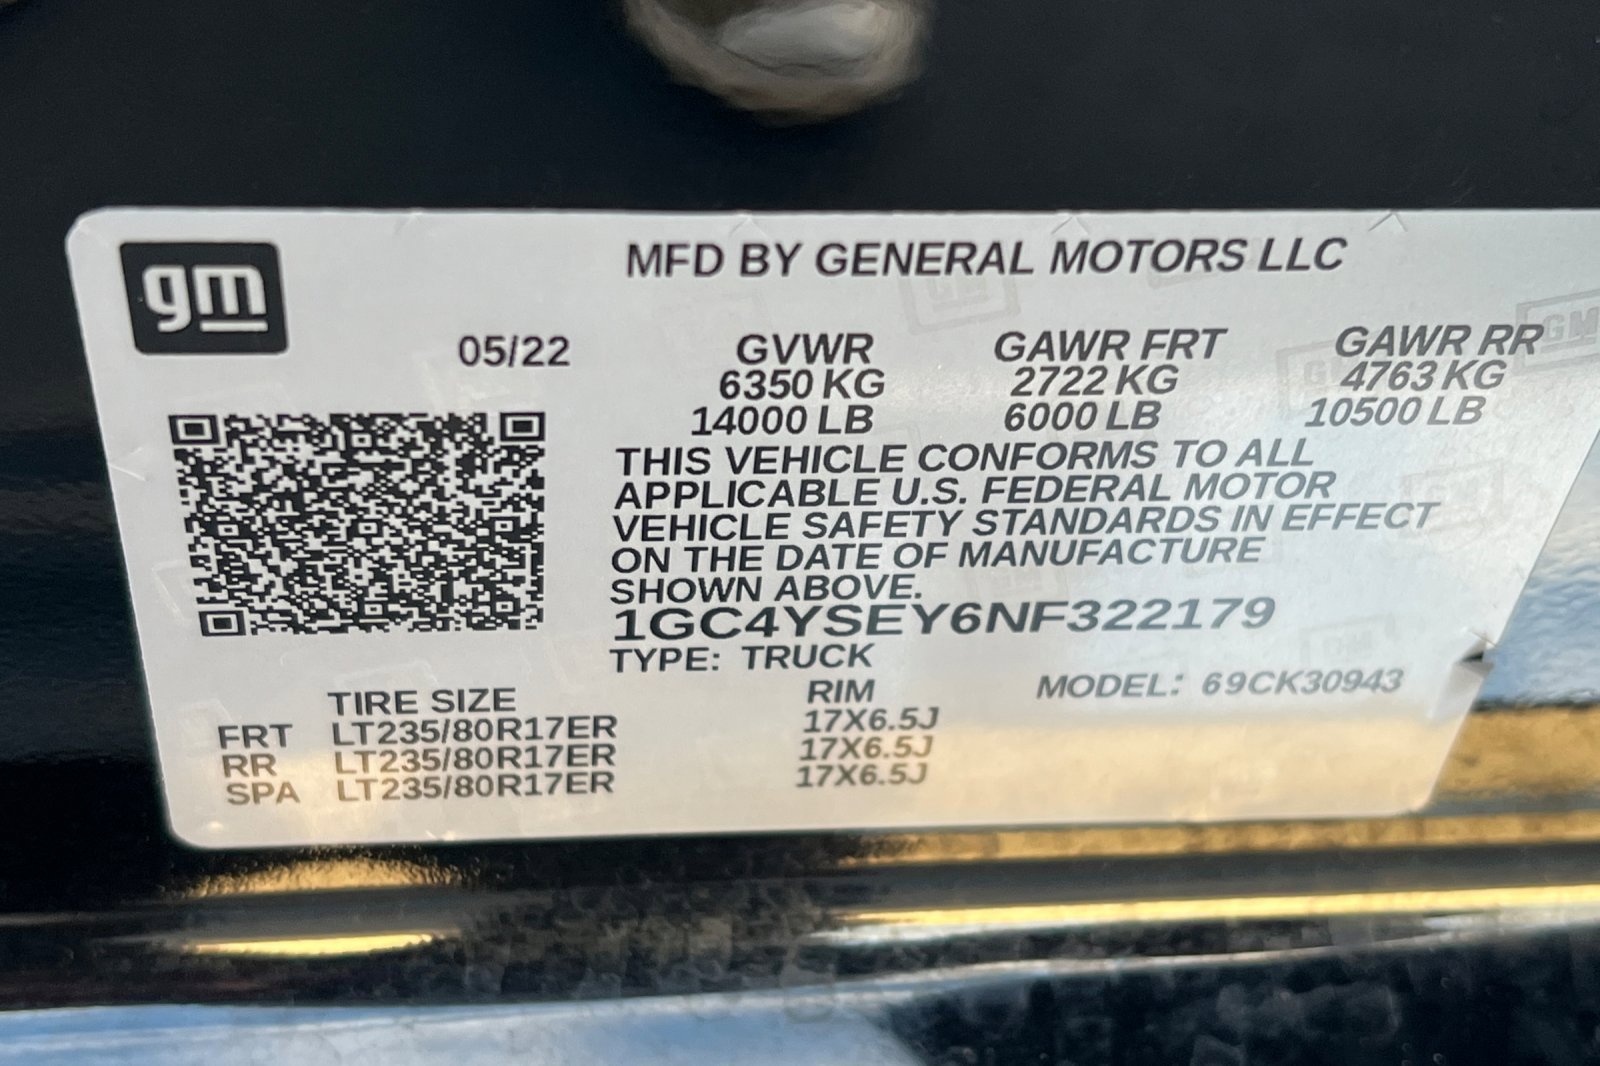 gm
MFD BY GENERAL MOTORS LLC
05/22 GVWR GAWR FRT GAWR RR
6350 KG 2722 KG 4763 KG
14000 LB 6000 LB 10500 LB
THIS VEHICLE CONFORMS TO ALL
APPLICABLE U.S. FEDERAL MOTOR
VEHICLE SAFETY STANDARDS IN EFFECT
ON THE DATE OF MANUFACTURE
SHOWN ABOVE.
1GC4YSEY6NF322179
TYPE: TRUCK
TIRE SIZE RIM MODEL: 69CK30943
FRT LT235/80R17ER 17X6.5J
RR LT235/80R17ER 17X6.5J
SPA LT235/80R17ER 17X6.5J
GM
GM